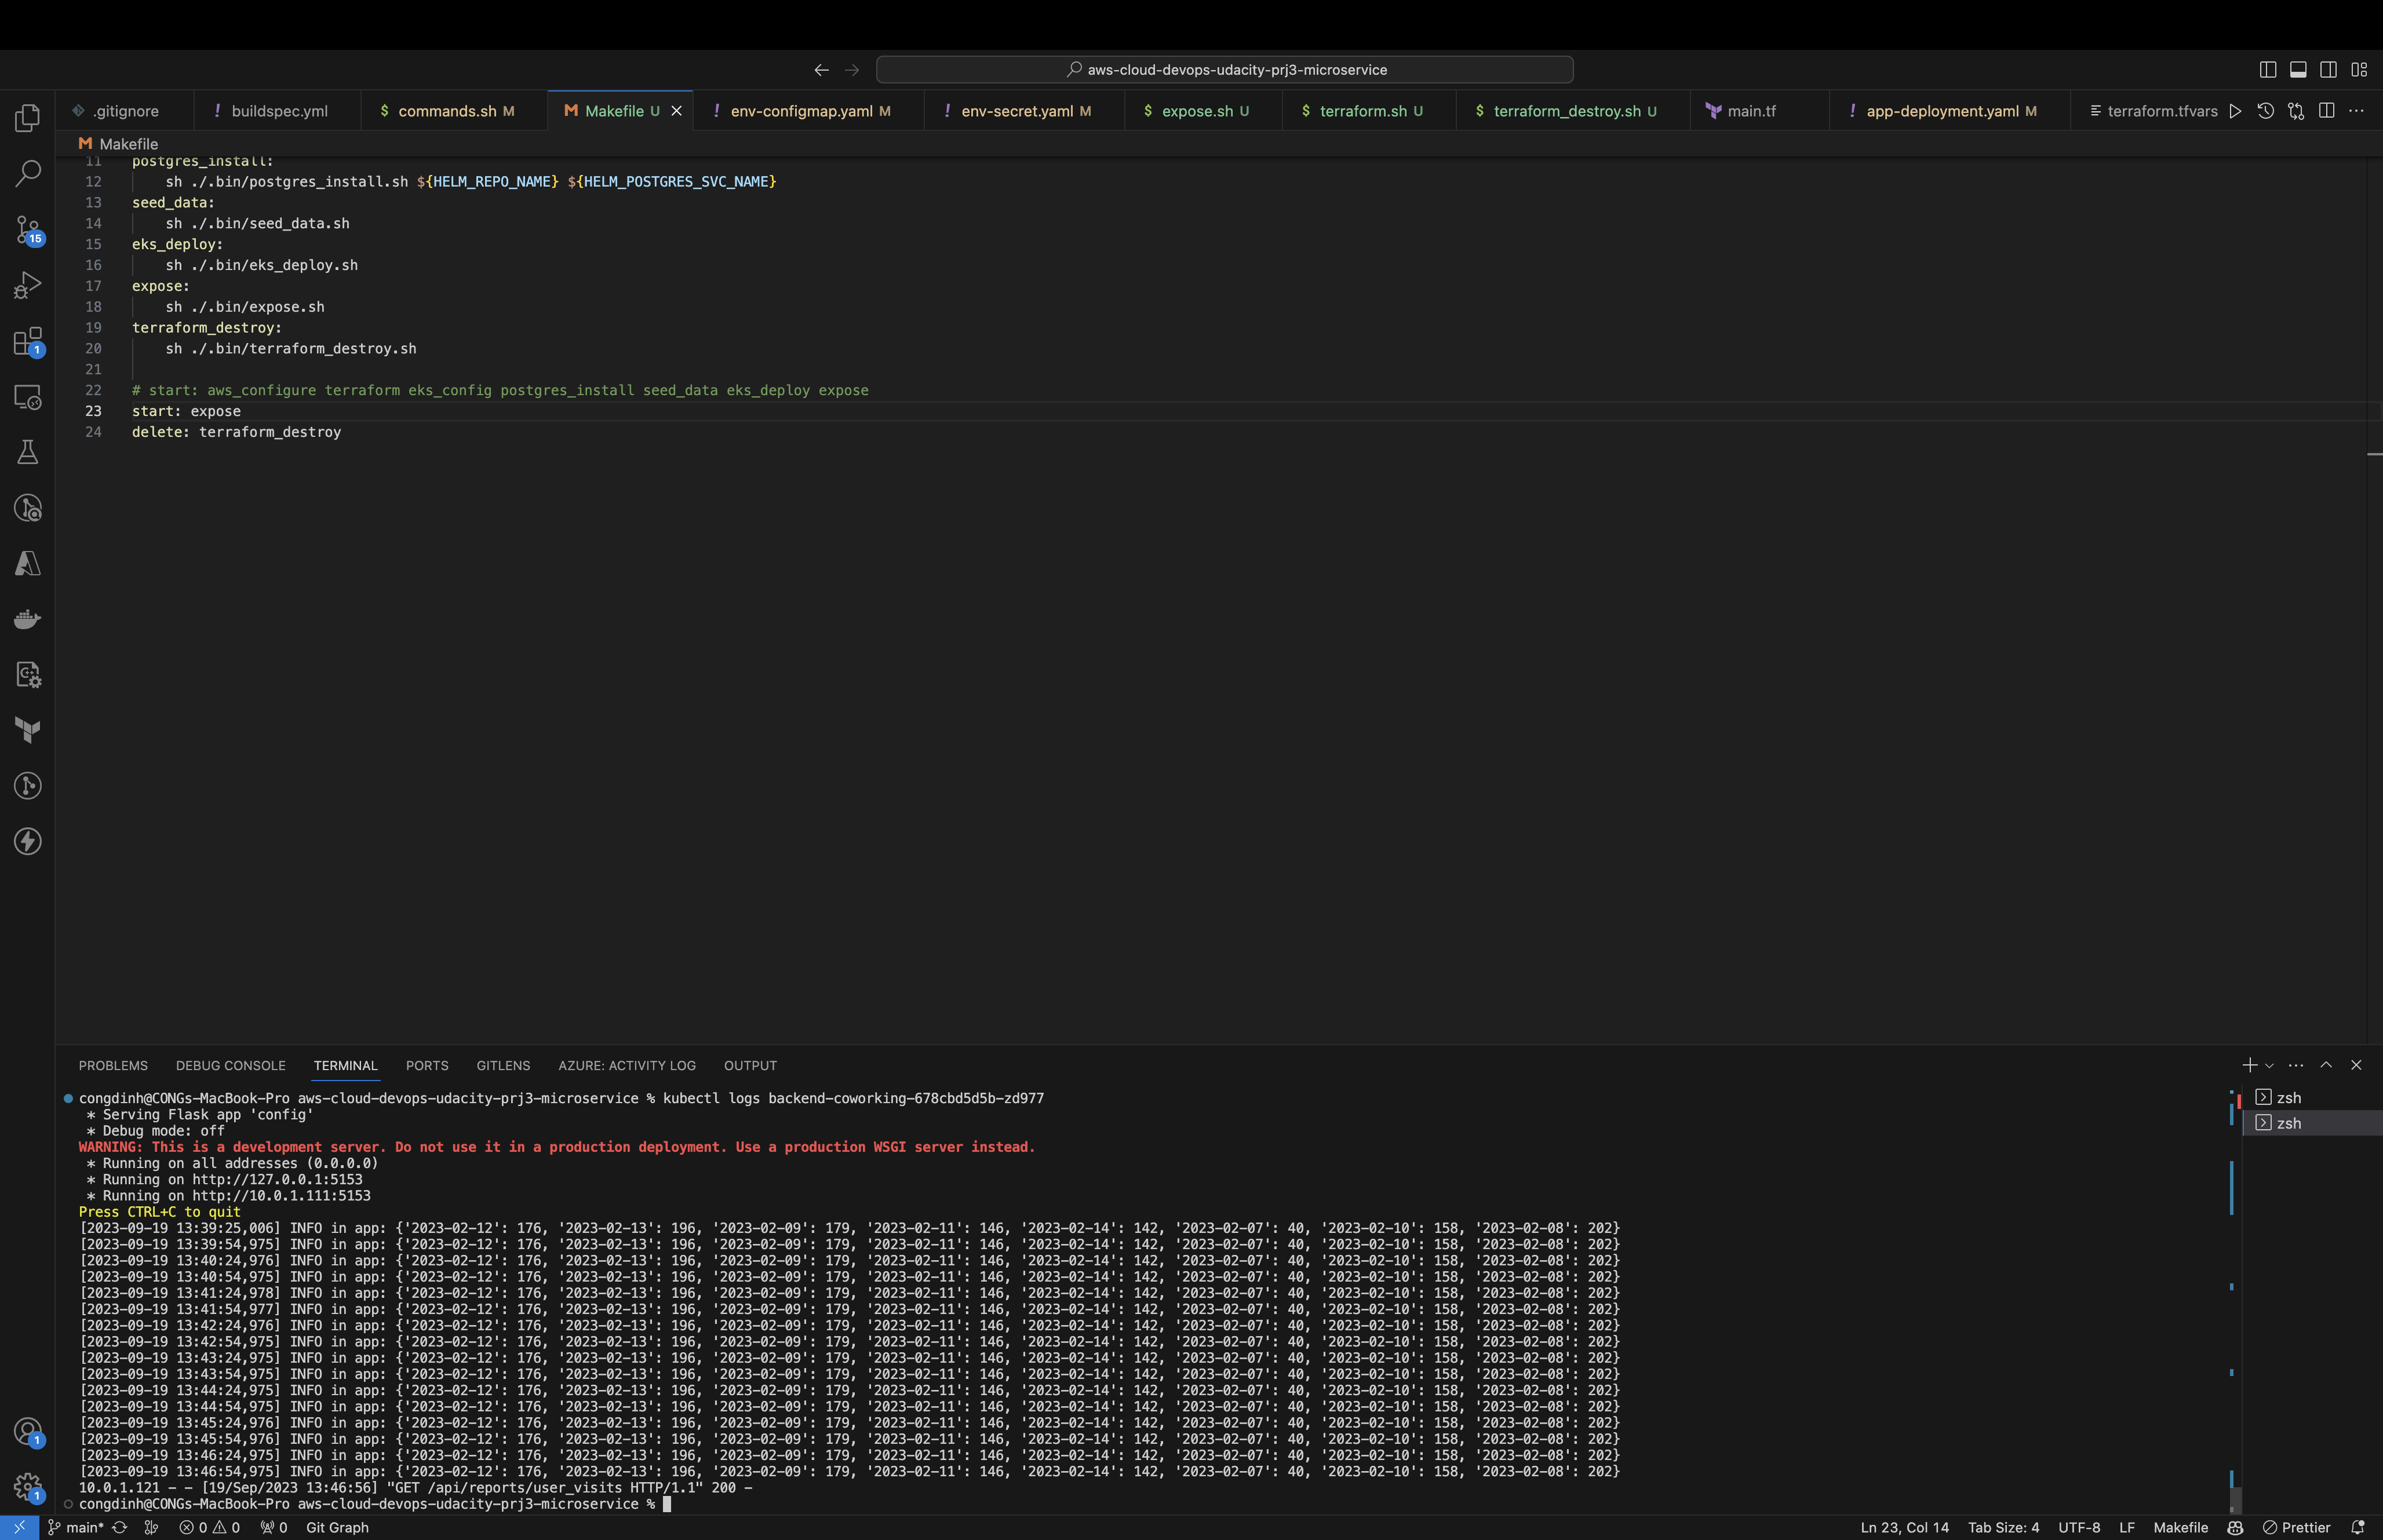 aws-cloud-devops-udacity-prj3-microservice
.gitignore
! buildspec.yml
$ commands.sh M
M Makefile U
! env-configmap.yaml M
! env-secret.yaml M
$ expose.sh U
$ terraform.sh U
$ terraform_destroy.sh U
main.tf
! app-deployment.yaml M
terraform.tfvars
M Makefile
11 postgres_install:
12 sh ./.bin/postgres_install.sh ${HELM_REPO_NAME} ${HELM_POSTGRES_SVC_NAME}
13 seed_data:
14 sh ./.bin/seed_data.sh
15 eks_deploy:
16 sh ./.bin/eks_deploy.sh
17 expose:
18 sh ./.bin/expose.sh
19 terraform_destroy:
20 sh ./.bin/terraform_destroy.sh
21
22 # start: aws_configure terraform eks_config postgres_install seed_data eks_deploy expose
23 start: expose
24 delete: terraform_destroy
15
1
1
1
PROBLEMS DEBUG CONSOLE TERMINAL PORTS GITLENS AZURE: ACTIVITY LOG OUTPUT
congdinh@CONGs-MacBook-Pro aws-cloud-devops-udacity-prj3-microservice % kubectl logs backend-coworking-678cbd5d5b-zd977
* Serving Flask app 'config'
* Debug mode: off
WARNING: This is a development server. Do not use it in a production deployment. Use a production WSGI server instead.
* Running on all addresses (0.0.0.0)
* Running on http://127.0.0.1:5153
* Running on http://10.0.1.111:5153
Press CTRL+C to quit
[2023-09-19 13:39:25,006] INFO in app: {'2023-02-12': 176, '2023-02-13': 196, '2023-02-09': 179, '2023-02-11': 146, '2023-02-14': 142, '2023-02-07': 40, '2023-02-10': 158, '2023-02-08': 202}
[2023-09-19 13:39:54,975] INFO in app: {'2023-02-12': 176, '2023-02-13': 196, '2023-02-09': 179, '2023-02-11': 146, '2023-02-14': 142, '2023-02-07': 40, '2023-02-10': 158, '2023-02-08': 202}
[2023-09-19 13:40:24,976] INFO in app: {'2023-02-12': 176, '2023-02-13': 196, '2023-02-09': 179, '2023-02-11': 146, '2023-02-14': 142, '2023-02-07': 40, '2023-02-10': 158, '2023-02-08': 202}
[2023-09-19 13:40:54,975] INFO in app: {'2023-02-12': 176, '2023-02-13': 196, '2023-02-09': 179, '2023-02-11': 146, '2023-02-14': 142, '2023-02-07': 40, '2023-02-10': 158, '2023-02-08': 202}
[2023-09-19 13:41:24,978] INFO in app: {'2023-02-12': 176, '2023-02-13': 196, '2023-02-09': 179, '2023-02-11': 146, '2023-02-14': 142, '2023-02-07': 40, '2023-02-10': 158, '2023-02-08': 202}
[2023-09-19 13:41:54,977] INFO in app: {'2023-02-12': 176, '2023-02-13': 196, '2023-02-09': 179, '2023-02-11': 146, '2023-02-14': 142, '2023-02-07': 40, '2023-02-10': 158, '2023-02-08': 202}
[2023-09-19 13:42:24,976] INFO in app: {'2023-02-12': 176, '2023-02-13': 196, '2023-02-09': 179, '2023-02-11': 146, '2023-02-14': 142, '2023-02-07': 40, '2023-02-10': 158, '2023-02-08': 202}
[2023-09-19 13:42:54,975] INFO in app: {'2023-02-12': 176, '2023-02-13': 196, '2023-02-09': 179, '2023-02-11': 146, '2023-02-14': 142, '2023-02-07': 40, '2023-02-10': 158, '2023-02-08': 202}
[2023-09-19 13:43:24,975] INFO in app: {'2023-02-12': 176, '2023-02-13': 196, '2023-02-09': 179, '2023-02-11': 146, '2023-02-14': 142, '2023-02-07': 40, '2023-02-10': 158, '2023-02-08': 202}
[2023-09-19 13:43:54,975] INFO in app: {'2023-02-12': 176, '2023-02-13': 196, '2023-02-09': 179, '2023-02-11': 146, '2023-02-14': 142, '2023-02-07': 40, '2023-02-10': 158, '2023-02-08': 202}
[2023-09-19 13:44:24,975] INFO in app: {'2023-02-12': 176, '2023-02-13': 196, '2023-02-09': 179, '2023-02-11': 146, '2023-02-14': 142, '2023-02-07': 40, '2023-02-10': 158, '2023-02-08': 202}
[2023-09-19 13:44:54,975] INFO in app: {'2023-02-12': 176, '2023-02-13': 196, '2023-02-09': 179, '2023-02-11': 146, '2023-02-14': 142, '2023-02-07': 40, '2023-02-10': 158, '2023-02-08': 202}
[2023-09-19 13:45:24,976] INFO in app: {'2023-02-12': 176, '2023-02-13': 196, '2023-02-09': 179, '2023-02-11': 146, '2023-02-14': 142, '2023-02-07': 40, '2023-02-10': 158, '2023-02-08': 202}
[2023-09-19 13:45:54,976] INFO in app: {'2023-02-12': 176, '2023-02-13': 196, '2023-02-09': 179, '2023-02-11': 146, '2023-02-14': 142, '2023-02-07': 40, '2023-02-10': 158, '2023-02-08': 202}
[2023-09-19 13:46:24,975] INFO in app: {'2023-02-12': 176, '2023-02-13': 196, '2023-02-09': 179, '2023-02-11': 146, '2023-02-14': 142, '2023-02-07': 40, '2023-02-10': 158, '2023-02-08': 202}
[2023-09-19 13:46:54,975] INFO in app: {'2023-02-12': 176, '2023-02-13': 196, '2023-02-09': 179, '2023-02-11': 146, '2023-02-14': 142, '2023-02-07': 40, '2023-02-10': 158, '2023-02-08': 202}
10.0.1.121 - - [19/Sep/2023 13:46:56] "GET /api/reports/user_visits HTTP/1.1" 200 -
congdinh@CONGs-MacBook-Pro aws-cloud-devops-udacity-prj3-microservice %
zsh
zsh
main* 0 0 0 Git Graph
Ln 23, Col 14 Tab Size: 4 UTF-8 LF Makefile Prettier